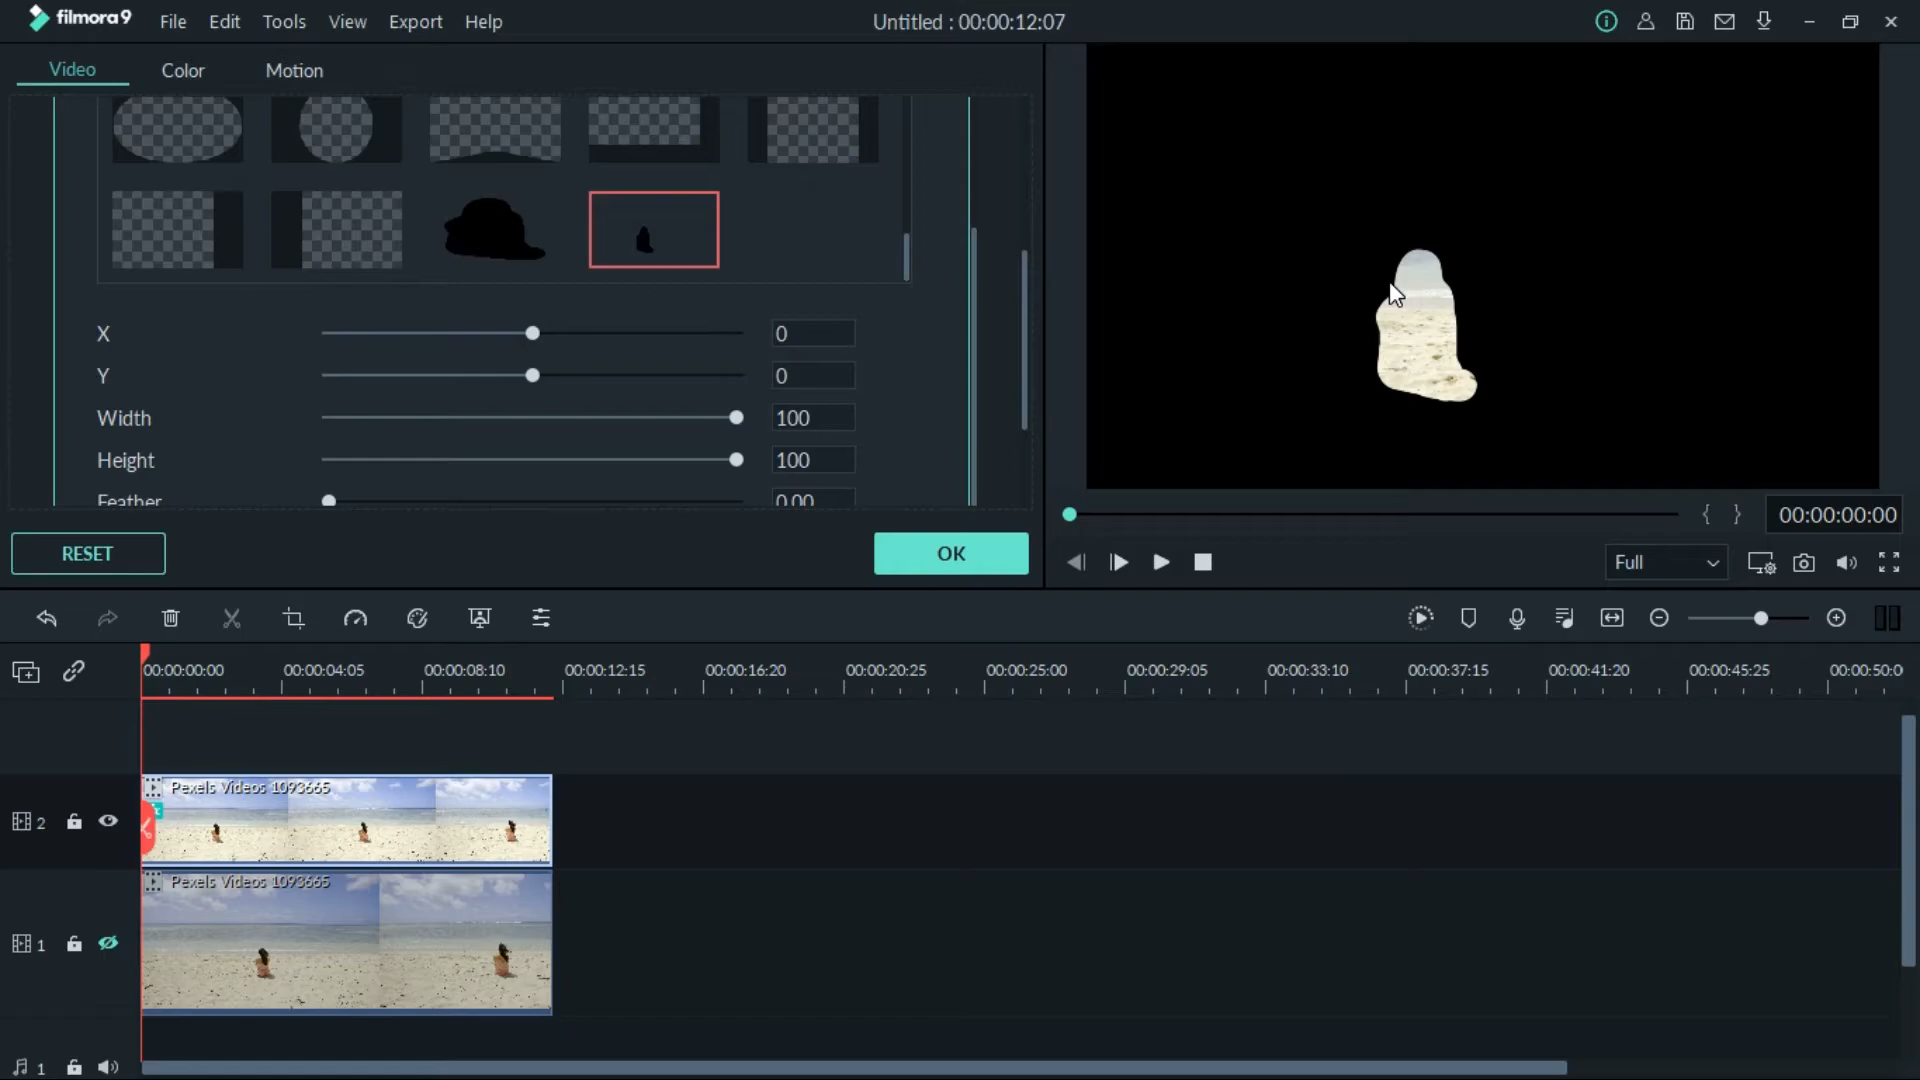 filmora9 File Edit Tools View Export Help Untitled : 00:00:12:07
Video Color Motion
X 0
Y 0
Width 100
Height 100
Feather 0.00
RESET OK
{ } 00:00:00:00
Full
00:00:00:00 00:00:04:05 00:00:08:10 00:00:12:15 00:00:16:20 00:00:20:25 00:00:25:00 00:00:29:05 00:00:33:10 00:00:37:15 00:00:41:20 00:00:45:25 00:00:50:0
Pexels Videos 1093665
2
Pexels Videos 1093665
1
1